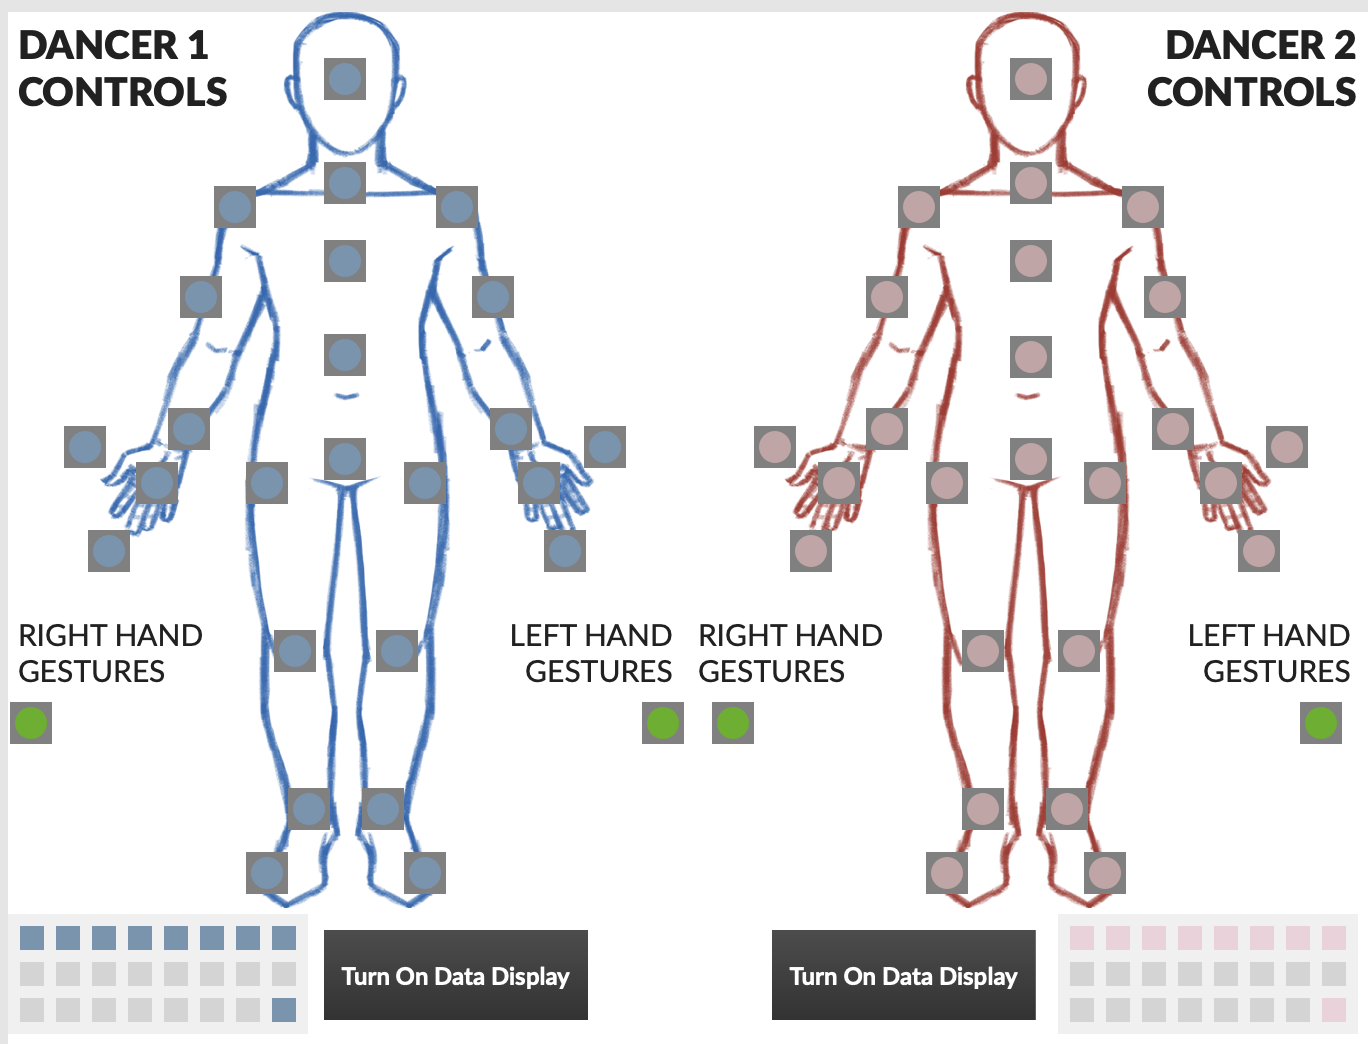 DANCER 1
CONTROLS
DANCER 2
CONTROLS
RIGHT HAND
GESTURES
LEFT HAND
GESTURES
RIGHT HAND
GESTURES
LEFT HAND
GESTURES
Turn On Data Display
Turn On Data Display